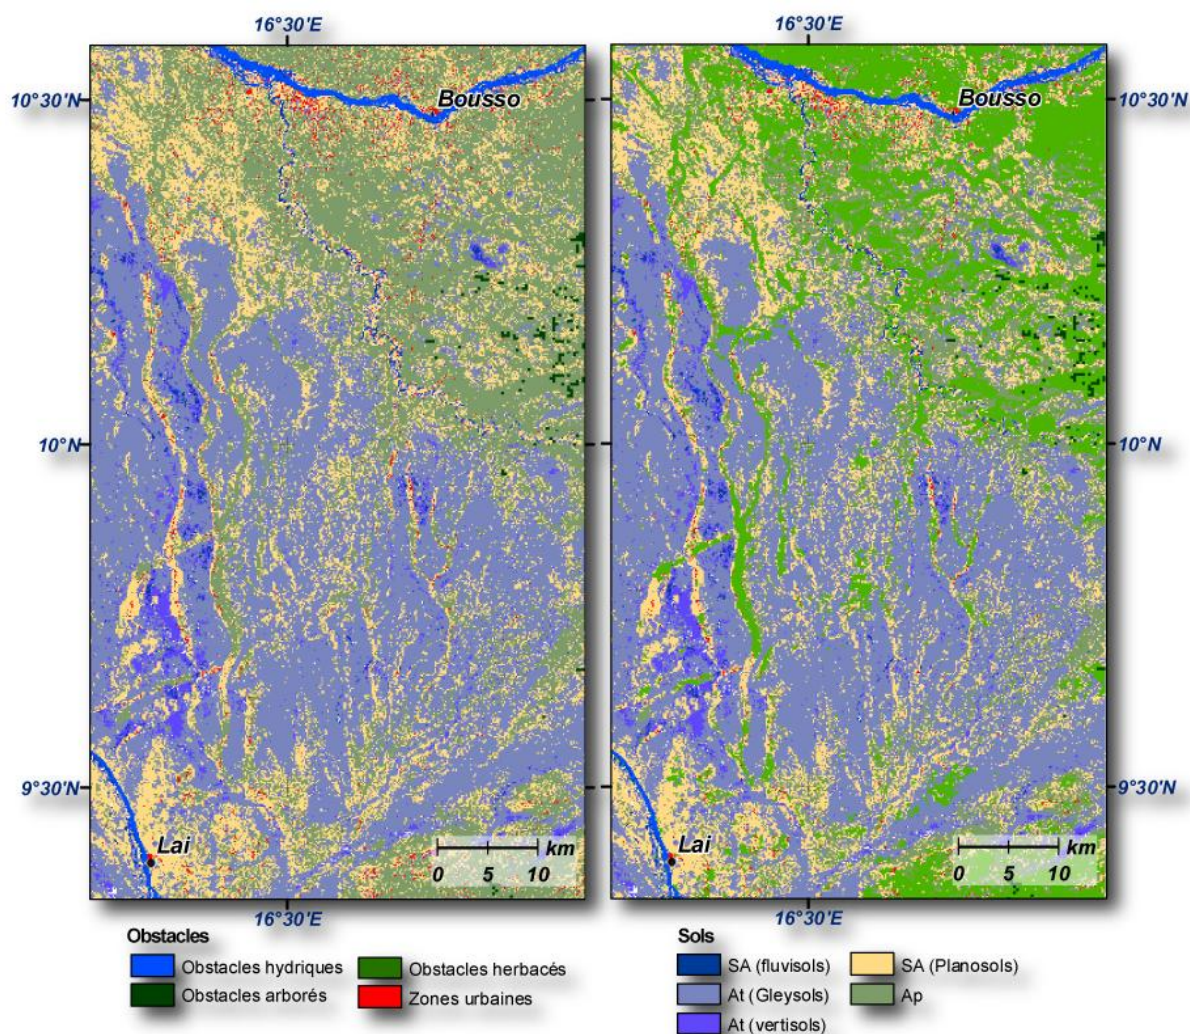 16°30'E
16°30'E
10°30'N
Bousso
Bousso
10°30'N
10°N
10°N
9°30'N
9°30'N
Lai
km
0 5 10
Lai
km
0 5 10
16°30'E
16°30'E
Obstacles
Obstacles hydriques
Obstacles herbacés
Obstacles arborés
Zones urbaines
Sols
SA (fluvisols)
SA (Planosols)
At (Gleysols)
Ap
At (vertisols)